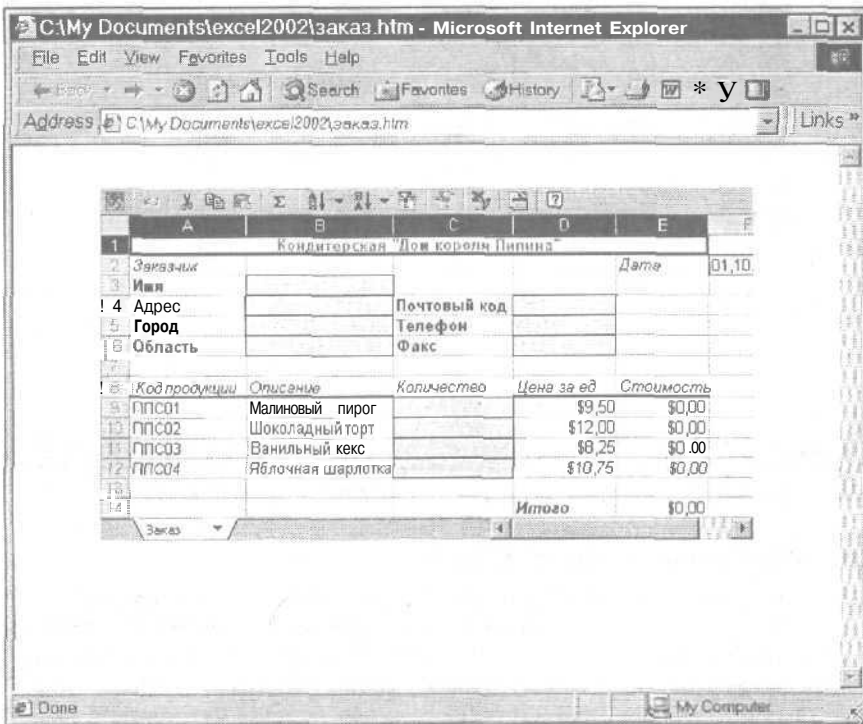 C:\My Documents\excel2002\заказ.htm - Microsoft Internet Explorer
File Edit View Favorites Tools Help
Back Search Favorites History * У
Address C:\My Documents\excel2002\заказ.htm Links »
A B C D E F
1 Кондитерская "Дом короля Пипина"
2 Заказчик Дата 01,10.
3 Имя
! 4 Адрес Почтовый код
5 Город Телефон
6 Область Факс
7
! 8 Код продукции Описание Количество Цена за ед Стоимость
9 ППС01 Малиновый пирог $9,50 $0,00
10 ППС02 Шоколадный торт $12,00 $0,00
11 ППС03 Ванильный кекс $8,25 $0.00
12 ППС04 Яблочная шарлотка $10,75 $0,00
13
14 Итого $0,00
Заказ
Done My Computer